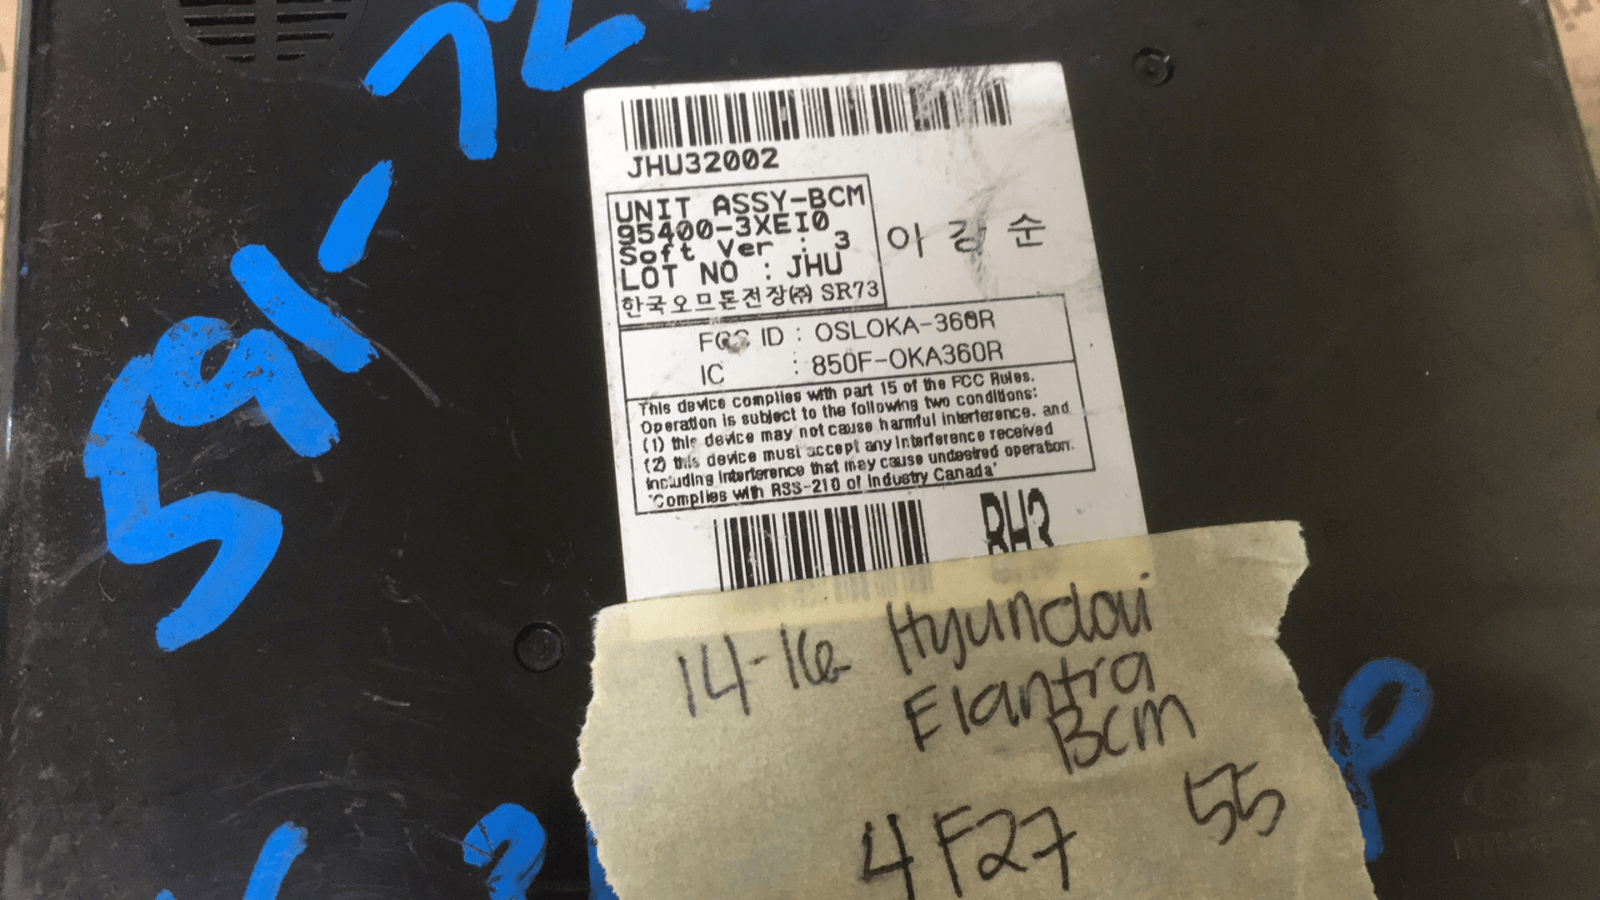 JHU32002
UNIT ASSY-BCM
95400-3XEI0
Soft Ver : 3
LOT NO : JHU
한국오므론전장㈜ SR73
이 강 순
FCC ID : OSLOKA-360R
IC : 850F-OKA360R
This device complies with part 15 of the FCC Rules.
Operation is subject to the following two conditions:
(1) this device may not cause harmful interference. and
(2) this device must accept any interference received
including interference that may cause undesired operation.
'Complies with RSS-210 of Industry Canada'
BH3
14-16 Hyundai
Elantra
BCM
4F27 55